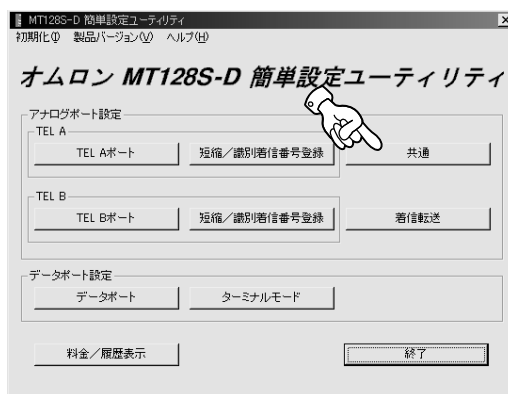 MT128S-D 簡単設定ユーティリティ
初期化(I) 製品バージョン(V) ヘルプ(H)
オムロン MT128S-D 簡単設定ユーティリティ
アナログポート設定
TEL A
TEL Aポート 短縮/識別着信番号登録 共通
TEL B
TEL Bポート 短縮/識別着信番号登録 着信転送
データポート設定
データポート ターミナルモード
料金/履歴表示 終了